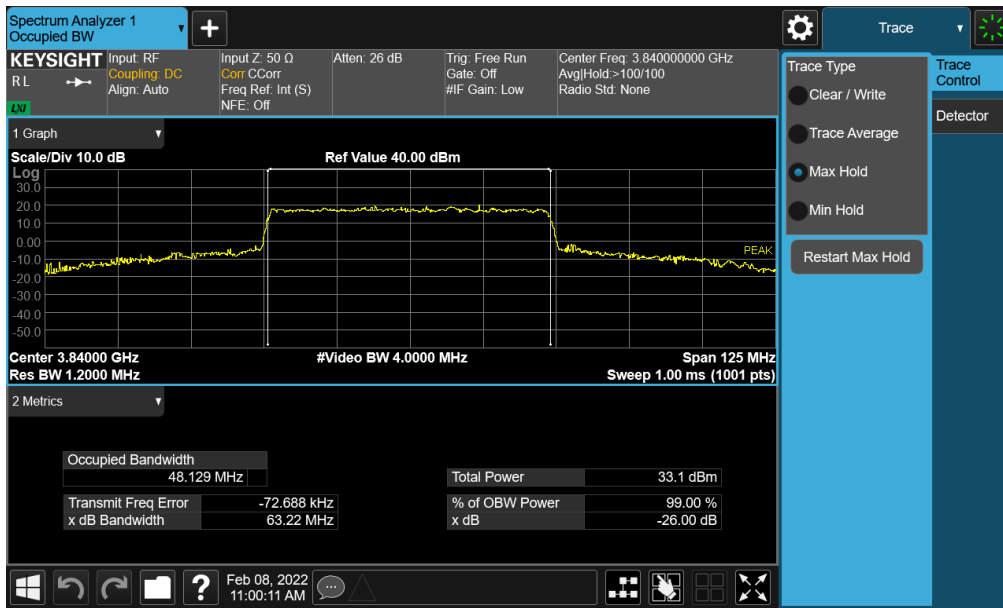 Spectrum Analyzer 1
Occupied BW
+
Trace
KEYSIGHT
R L
LXI
Input: RF
Coupling: DC
Align: Auto
Input Z: 50 Ω
Corr CCorr
Freq Ref: Int (S)
NFE: Off
Atten: 26 dB
Trig: Free Run
Gate: Off
#IF Gain: Low
Center Freq: 3.840000000 GHz
Avg|Hold:>100/100
Radio Std: None
Trace Type
Clear / Write
Trace Average
Max Hold
Min Hold
Restart Max Hold
Trace
Control
Detector
1 Graph
Scale/Div 10.0 dB
Ref Value 40.00 dBm
Log
30.0
20.0
10.0
0.00
-10.0
-20.0
-30.0
-40.0
-50.0
PEAK
Center 3.84000 GHz
#Video BW 4.0000 MHz
Span 125 MHz
Res BW 1.2000 MHz
Sweep 1.00 ms (1001 pts)
2 Metrics
Occupied Bandwidth
48.129 MHz
Total Power 33.1 dBm
Transmit Freq Error -72.688 kHz
% of OBW Power 99.00 %
x dB Bandwidth 63.22 MHz
x dB -26.00 dB
?
Feb 08, 2022
11:00:11 AM